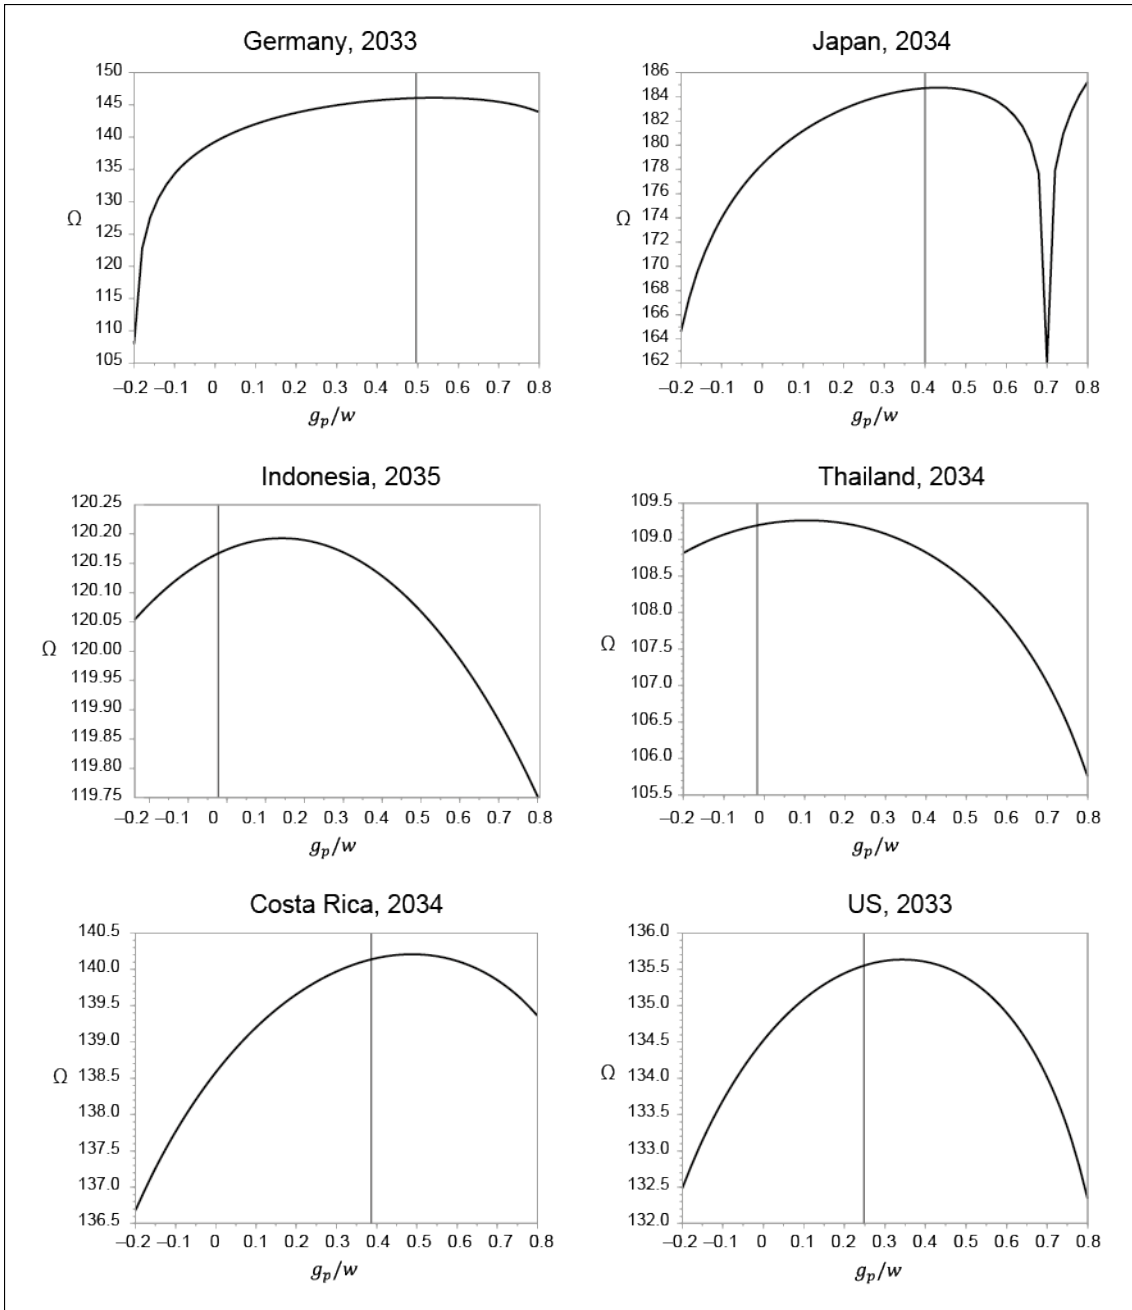 Germany, 2033
150
145
140
135
130
125
120
115
110
105
Ω
–0.2 –0.1 0 0.1 0.2 0.3 0.4 0.5 0.6 0.7 0.8
g_p/w
Japan, 2034
186
184
182
180
178
176
174
172
170
168
166
164
162
Ω
–0.2 –0.1 0 0.1 0.2 0.3 0.4 0.5 0.6 0.7 0.8
g_p/w
Indonesia, 2035
120.25
120.20
120.15
120.10
120.05
120.00
119.95
119.90
119.85
119.80
119.75
Ω
–0.2 –0.1 0 0.1 0.2 0.3 0.4 0.5 0.6 0.7 0.8
g_p/w
Thailand, 2034
109.5
109.0
108.5
108.0
107.5
107.0
106.5
106.0
105.5
Ω
–0.2 –0.1 0 0.1 0.2 0.3 0.4 0.5 0.6 0.7 0.8
g_p/w
Costa Rica, 2034
140.5
140.0
139.5
139.0
138.5
138.0
137.5
137.0
136.5
Ω
–0.2 –0.1 0 0.1 0.2 0.3 0.4 0.5 0.6 0.7 0.8
g_p/w
US, 2033
136.0
135.5
135.0
134.5
134.0
133.5
133.0
132.5
132.0
Ω
–0.2 –0.1 0 0.1 0.2 0.3 0.4 0.5 0.6 0.7 0.8
g_p/w